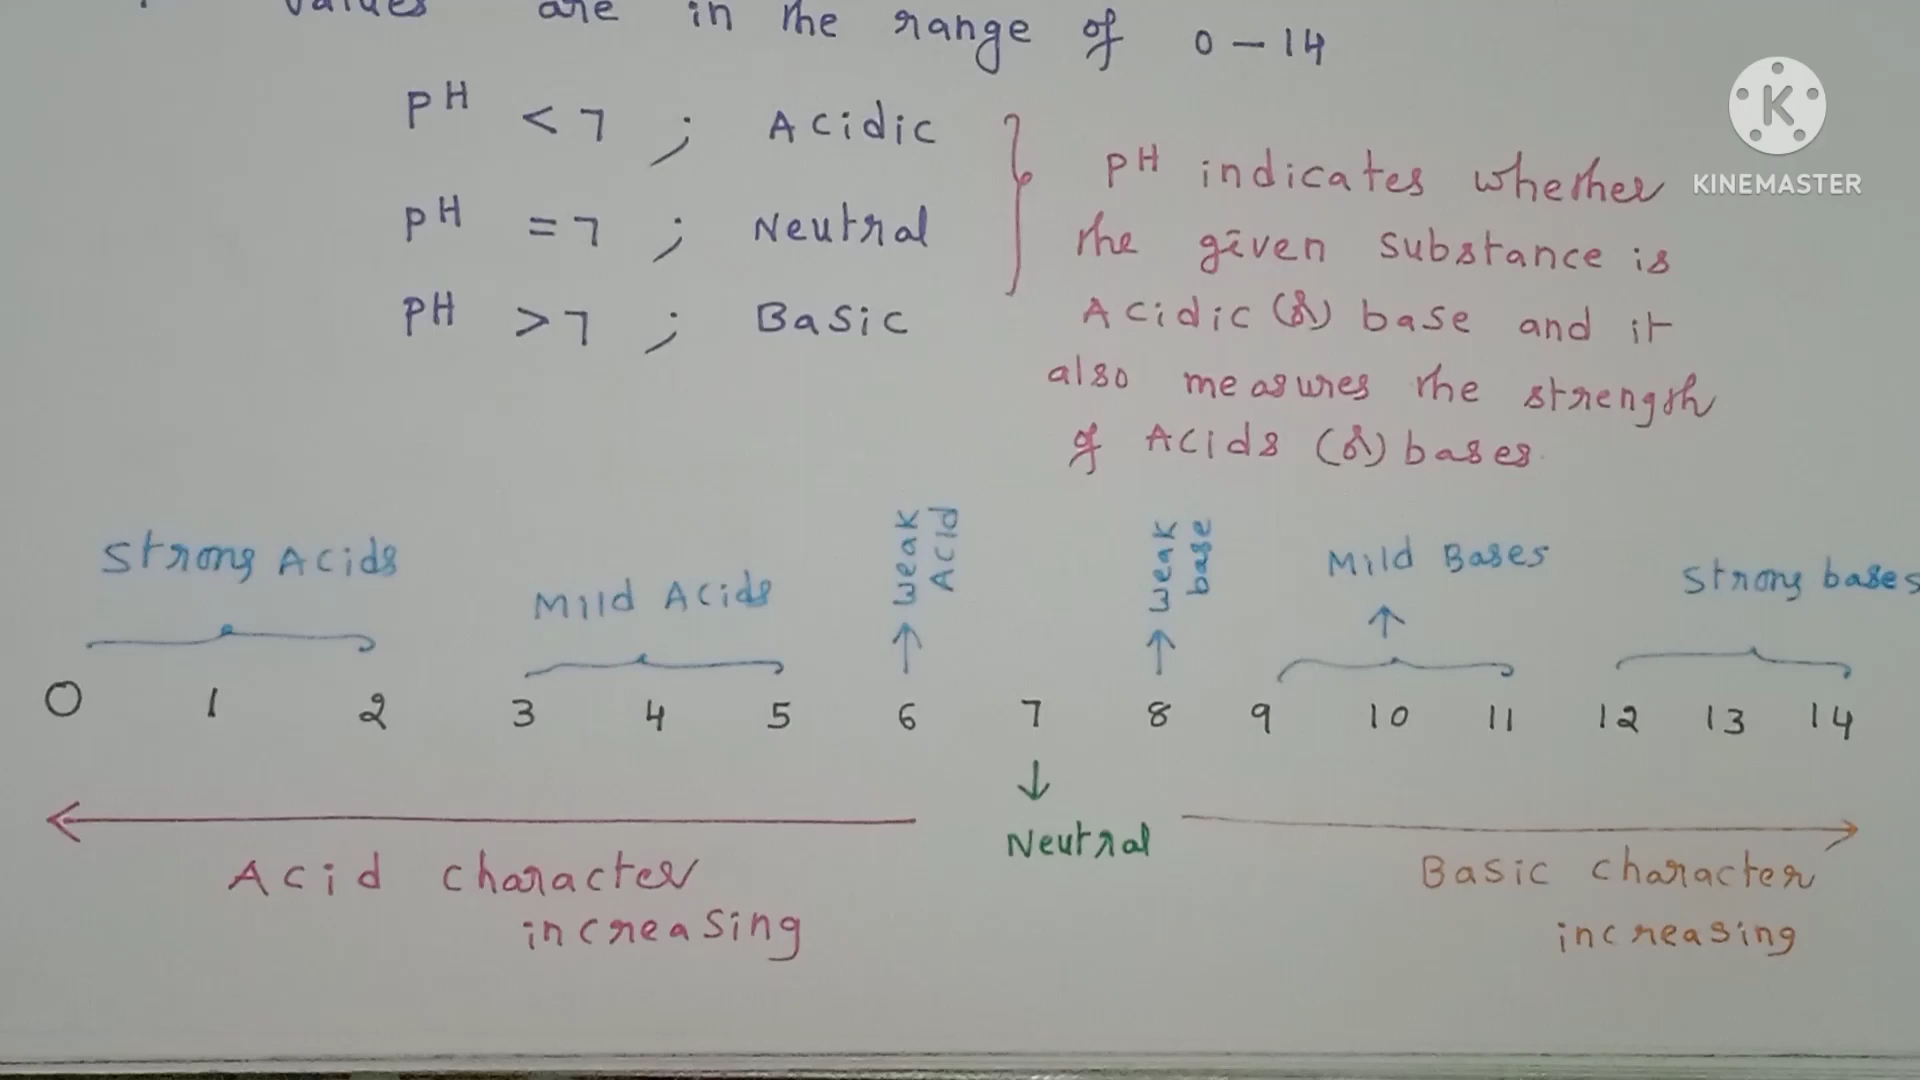 values are in the range of 0-14
PH < 7 ; Acidic
PH = 7 ; Neutral
PH > 7 ; Basic
PH indicates whether
the given substance is
Acidic (or) base and it
also measures the strength
of Acids (or) bases.
KINEMASTER
Strong Acids
Mild Acids
weak Acid
weak base
Mild Bases
Strong bases
0 1 2 3 4 5 6 7 8 9 10 11 12 13 14
Neutral
Acid character
increasing
Basic character
increasing